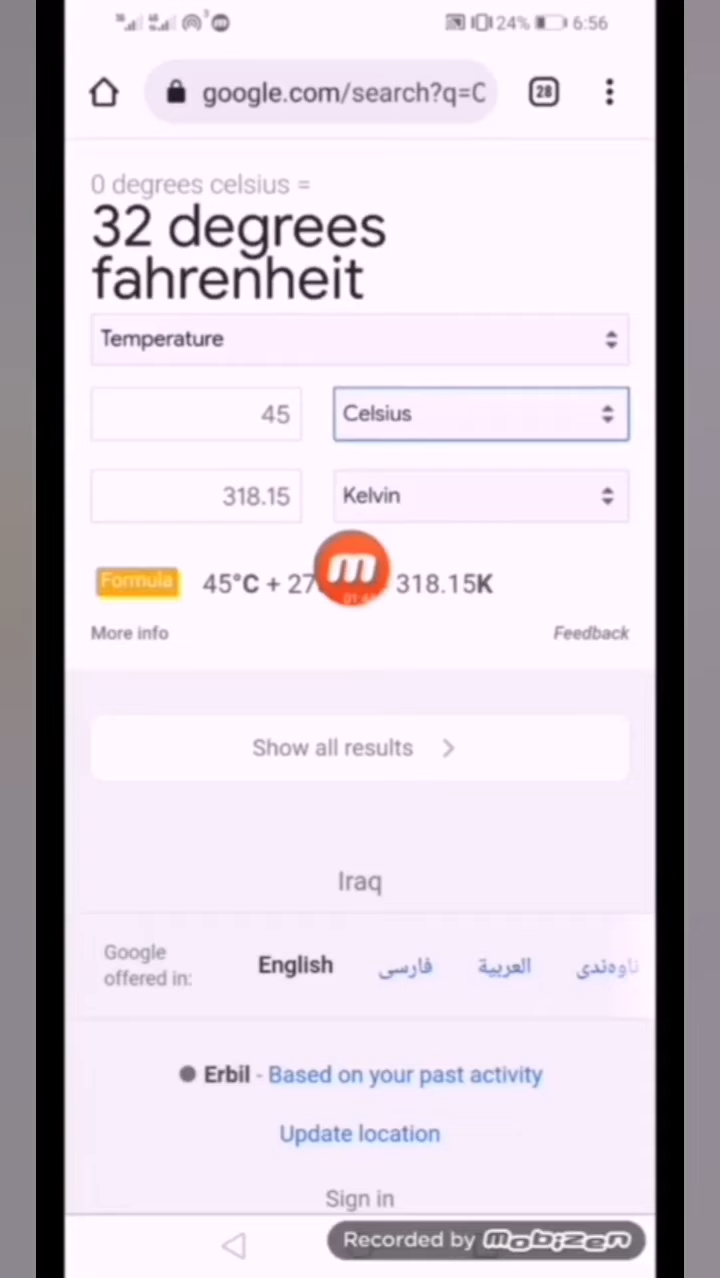 24% 6:56
google.com/search?q=C
28
0 degrees celsius =
32 degrees
fahrenheit
Temperature
45 Celsius
318.15 Kelvin
Formula 45°C + 27 318.15K
m
More info Feedback
Show all results
Iraq
Google
offered in:
English فارسی العربية ناوەندی
Erbil - Based on your past activity
Update location
Sign in
Recorded by mobizen